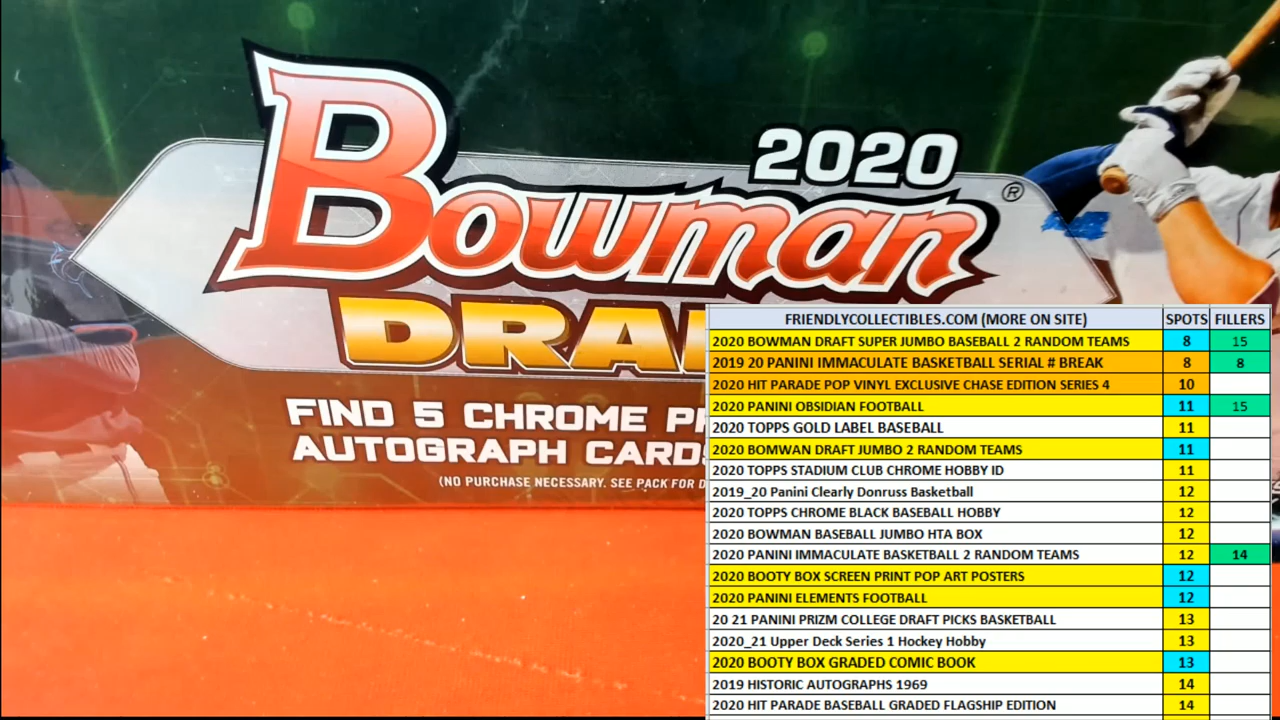 2020
Bowman®
DRA
FIND 5 CHROME P
AUTOGRAPH CARD
(NO PURCHASE NECESSARY. SEE PACK FOR D
FRIENDLYCOLLECTIBLES.COM (MORE ON SITE) SPOTS FILLERS
2020 BOWMAN DRAFT SUPER JUMBO BASEBALL 2 RANDOM TEAMS 8 15
2019 20 PANINI IMMACULATE BASKETBALL SERIAL # BREAK 8 8
2020 HIT PARADE POP VINYL EXCLUSIVE CHASE EDITION SERIES 4 10
2020 PANINI OBSIDIAN FOOTBALL 11 15
2020 TOPPS GOLD LABEL BASEBALL 11
2020 BOMWAN DRAFT JUMBO 2 RANDOM TEAMS 11
2020 TOPPS STADIUM CLUB CHROME HOBBY ID 11
2019_20 Panini Clearly Donruss Basketball 12
2020 TOPPS CHROME BLACK BASEBALL HOBBY 12
2020 BOWMAN BASEBALL JUMBO HTA BOX 12
2020 PANINI IMMACULATE BASKETBALL 2 RANDOM TEAMS 12 14
2020 BOOTY BOX SCREEN PRINT POP ART POSTERS 12
2020 PANINI ELEMENTS FOOTBALL 12
20 21 PANINI PRIZM COLLEGE DRAFT PICKS BASKETBALL 13
2020_21 Upper Deck Series 1 Hockey Hobby 13
2020 BOOTY BOX GRADED COMIC BOOK 13
2019 HISTORIC AUTOGRAPHS 1969 14
2020 HIT PARADE BASEBALL GRADED FLAGSHIP EDITION 14